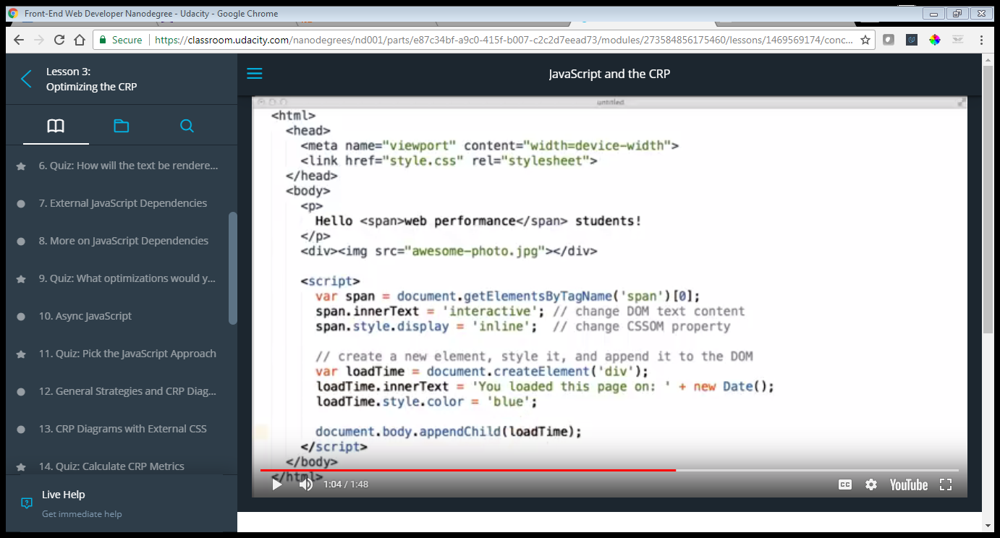 Front-End Web Developer Nanodegree - Udacity - Google Chrome
Secure https://classroom.udacity.com/nanodegrees/nd001/parts/e87c34bf-a9c0-415f-b007-c2c2d7eead73/modules/273584856175460/lessons/1469569174/conc...
Lesson 3:
Optimizing the CRP
6. Quiz: How will the text be rendere...
7. External JavaScript Dependencies
8. More on JavaScript Dependencies
9. Quiz: What optimizations would y...
10. Async JavaScript
11. Quiz: Pick the JavaScript Approach
12. General Strategies and CRP Diag...
13. CRP Diagrams with External CSS
14. Quiz: Calculate CRP Metrics
Live Help
Get immediate help
JavaScript and the CRP
untitled
<html>
<head>
<meta name="viewport" content="width=device-width">
<link href="style.css" rel="stylesheet">
</head>
<body>
<p>
Hello <span>web performance</span> students!
</p>
<div><img src="awesome-photo.jpg"></div>
<script>
var span = document.getElementsByTagName('span')[0];
span.innerText = 'interactive'; // change DOM text content
span.style.display = 'inline';  // change CSSOM property
// create a new element, style it, and append it to the DOM
var loadTime = document.createElement('div');
loadTime.innerText = 'You loaded this page on: ' + new Date();
loadTime.style.color = 'blue';
document.body.appendChild(loadTime);
</script>
</body>
</html>
1:04 / 1:48
CC
YouTube